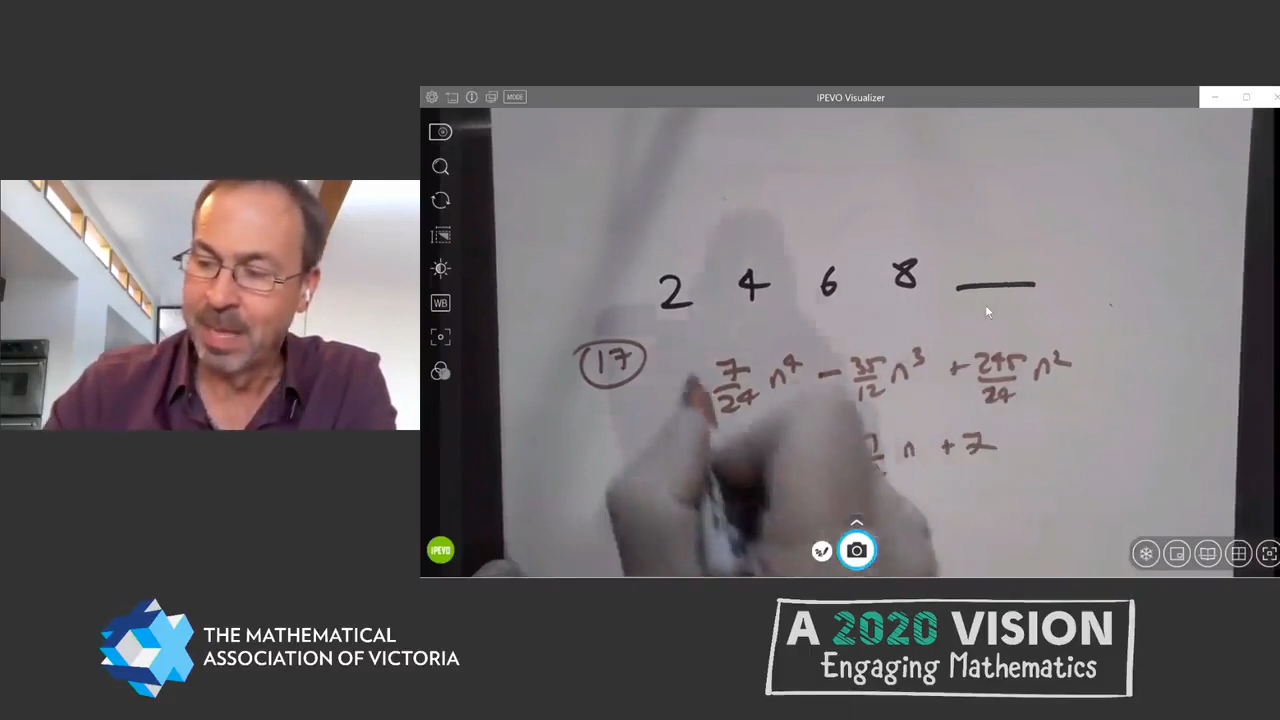 MODE
IPEVO Visualizer
2 4 6 8
17
7/24 n⁴ - 35/12 n³ + 245/24 n²
n + 7
WB
IPEVO
THE MATHEMATICAL
ASSOCIATION OF VICTORIA
A 2020 VISION
Engaging Mathematics